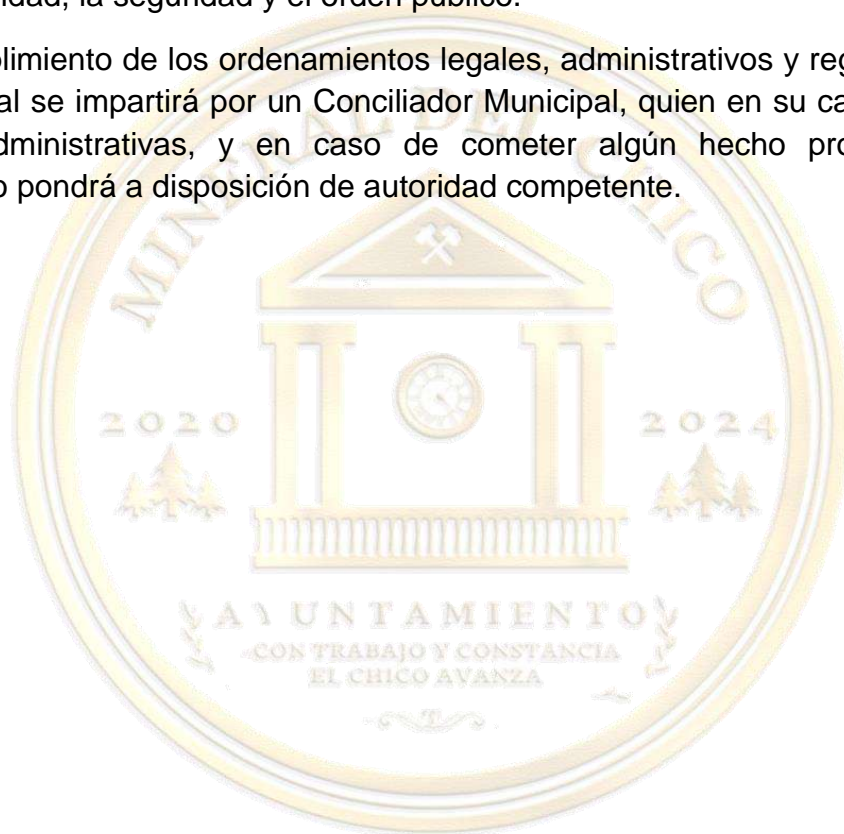 idad, la seguridad y el orden público.
limiento de los ordenamientos legales, administrativos y reg
al se impartirá por un Conciliador Municipal, quien en su ca
dministrativas, y en caso de cometer algún hecho pro
o pondrá a disposición de autoridad competente.
MINERAL DEL CHICO
2020 2024
AYUNTAMIENTO
CON TRABAJO Y CONSTANCIA
EL CHICO AVANZA